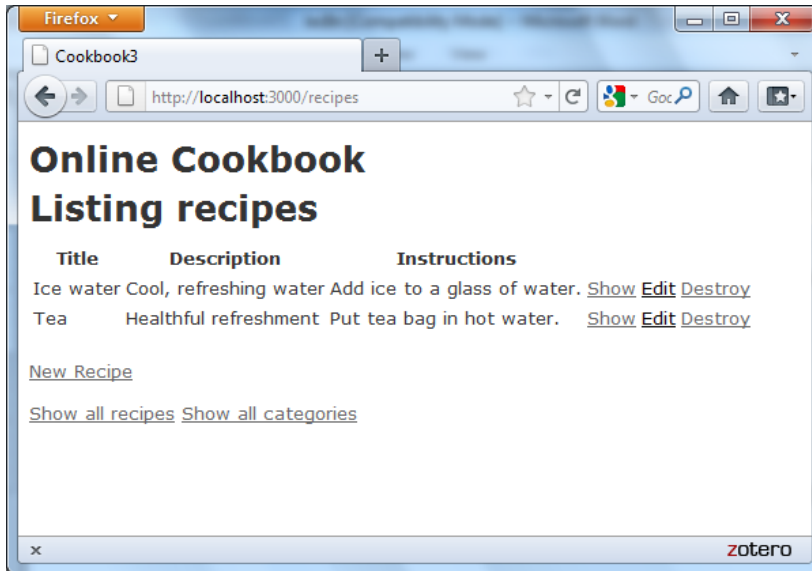 Firefox
Cookbook3
http://localhost:3000/recipes
Goc
Online Cookbook
Listing recipes
Title Description Instructions
Ice water Cool, refreshing water Add ice to a glass of water. Show Edit Destroy
Tea Healthful refreshment Put tea bag in hot water. Show Edit Destroy
New Recipe
Show all recipes Show all categories
x zotero